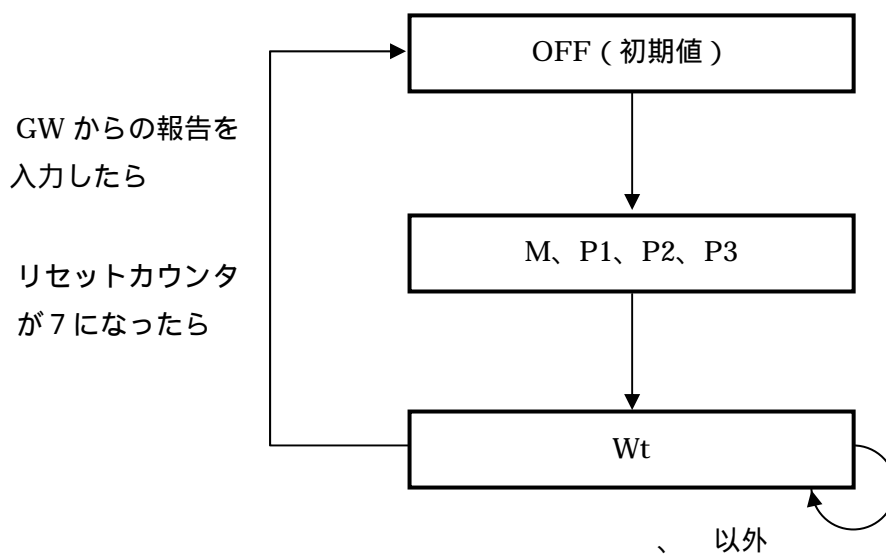 OFF（初期値）
GW からの報告を
入力したら
M、P1、P2、P3
リセットカウンタ
が７になったら
Wt
、 以外